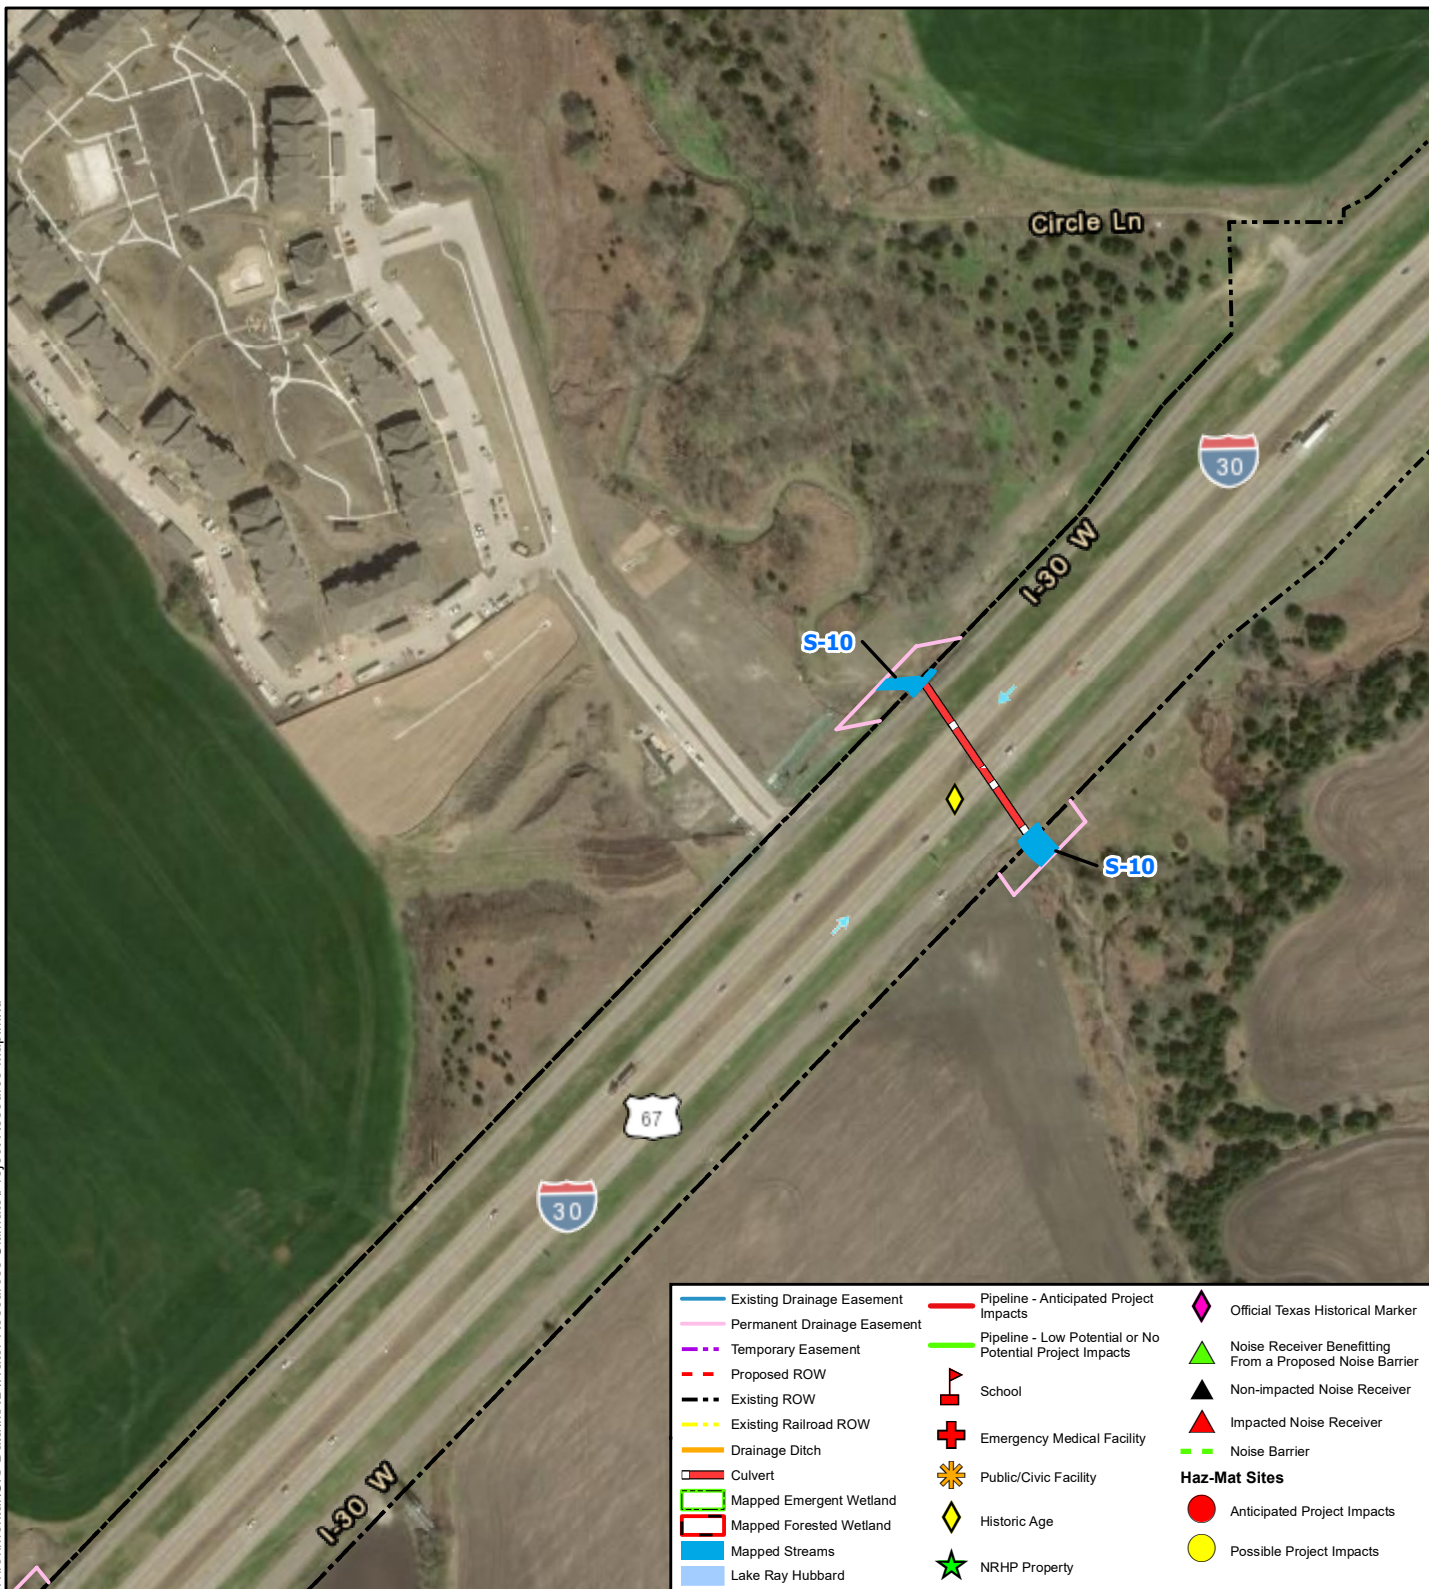 Circle Ln
30
I-30 W
S-10
S-10
67
30
I-30 W
Existing Drainage Easement
Permanent Drainage Easement
Temporary Easement
Proposed ROW
Existing ROW
Existing Railroad ROW
Drainage Ditch
Culvert
Mapped Emergent Wetland
Mapped Forested Wetland
Mapped Streams
Lake Ray Hubbard
Pipeline - Anticipated Project
Impacts
Pipeline - Low Potential or No
Potential Project Impacts
School
Emergency Medical Facility
Public/Civic Facility
Historic Age
NRHP Property
Official Texas Historical Marker
Noise Receiver Benefitting
From a Proposed Noise Barrier
Non-impacted Noise Receiver
Impacted Noise Receiver
Noise Barrier
Haz-Mat Sites
Anticipated Project Impacts
Possible Project Impacts